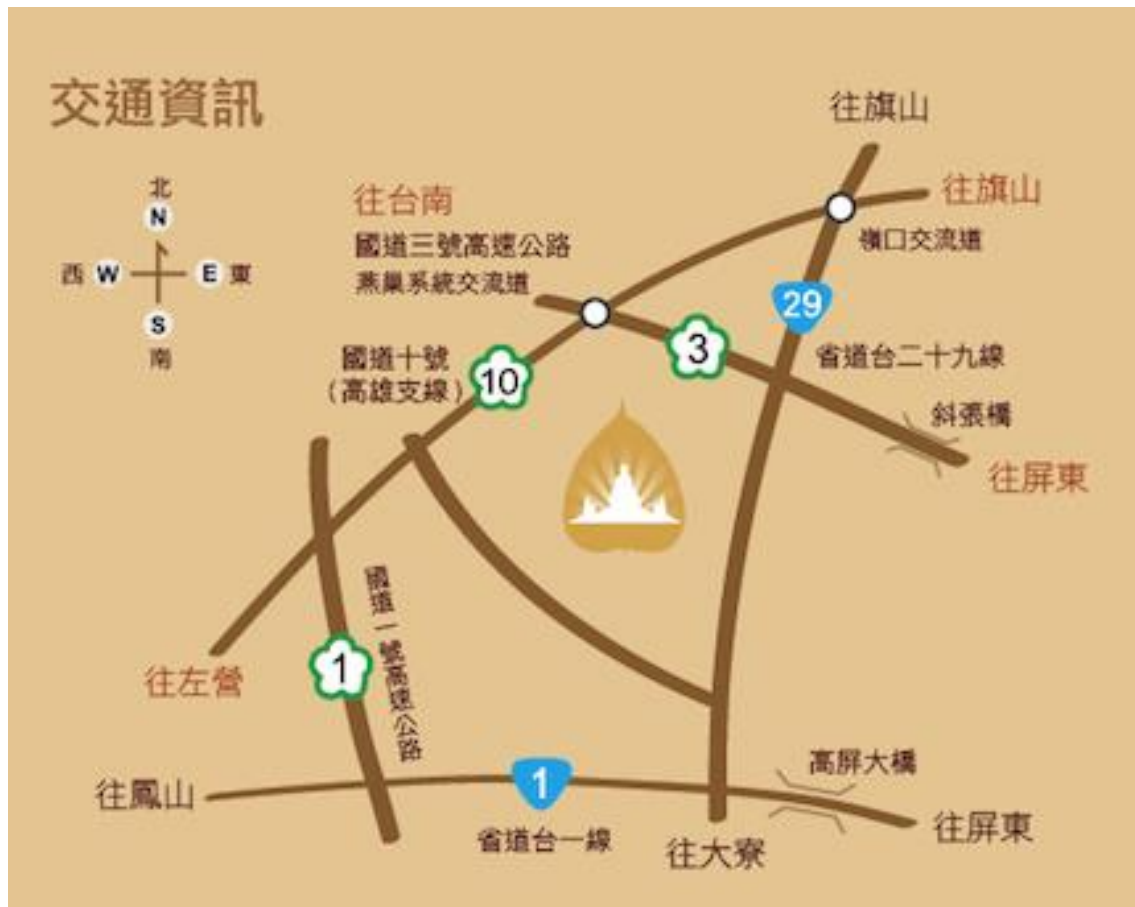 交通資訊
北
N
西 W E 東
S
南
往旗山
往旗山
嶺口交流道
往台南
國道三號高速公路
燕巢系統交流道
29
3
省道台二十九線
國道十號
(高雄支線)
10
斜張橋
往屏東
國道一號高速公路
1
往左營
高屏大橋
往鳳山
1
省道台一線
往大寮
往屏東